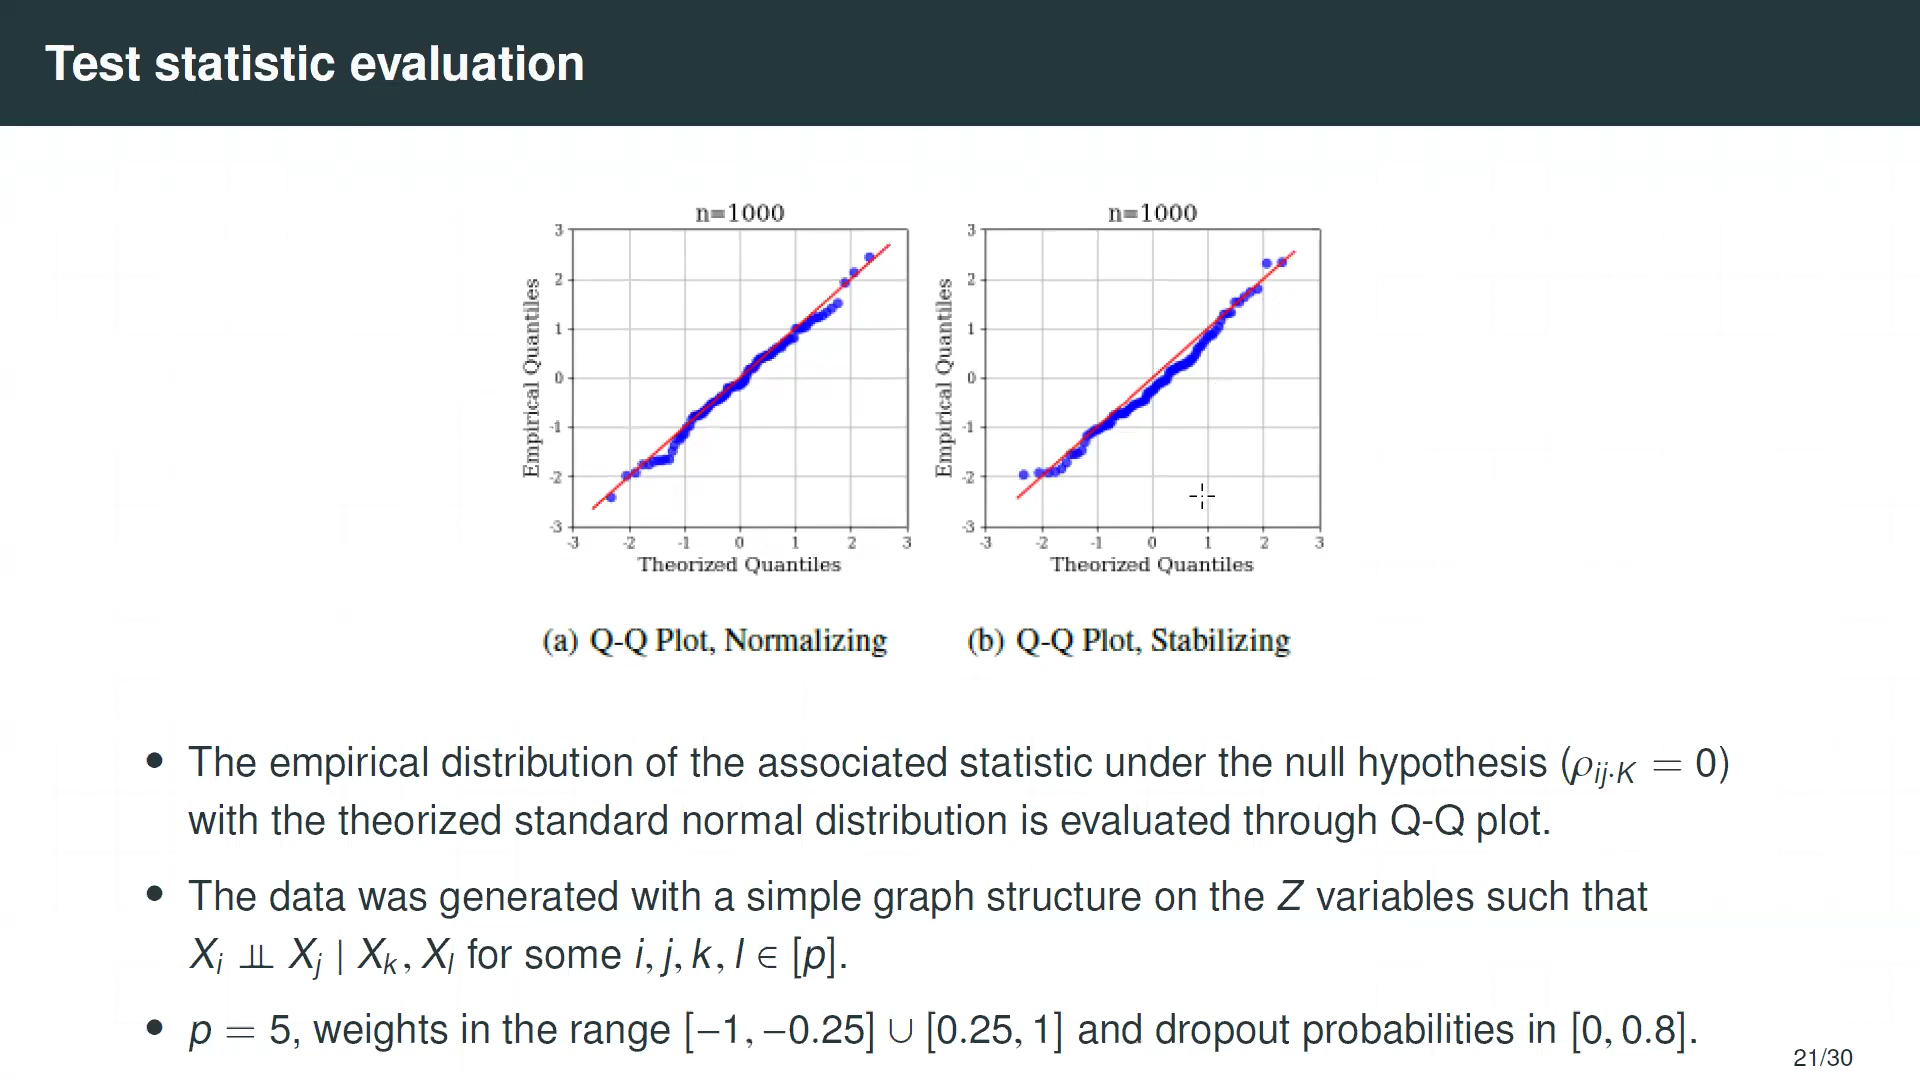 Test statistic evaluation
n=1000
3
2
1
0
-1
-2
-3
-3 -2 -1 0 1 2 3
Empirical Quantiles
Theorized Quantiles
(a) Q-Q Plot, Normalizing
n=1000
3
2
1
0
-1
-2
-3
-3 -2 -1 0 1 2 3
Empirical Quantiles
Theorized Quantiles
(b) Q-Q Plot, Stabilizing
• The empirical distribution of the associated statistic under the null hypothesis (ρij·K = 0)
with the theorized standard normal distribution is evaluated through Q-Q plot.
• The data was generated with a simple graph structure on the Z variables such that
Xi ⫫ Xj | Xk, Xl for some i, j, k, l ∈ [p].
• p = 5, weights in the range [−1, −0.25] ∪ [0.25, 1] and dropout probabilities in [0, 0.8].
21/30